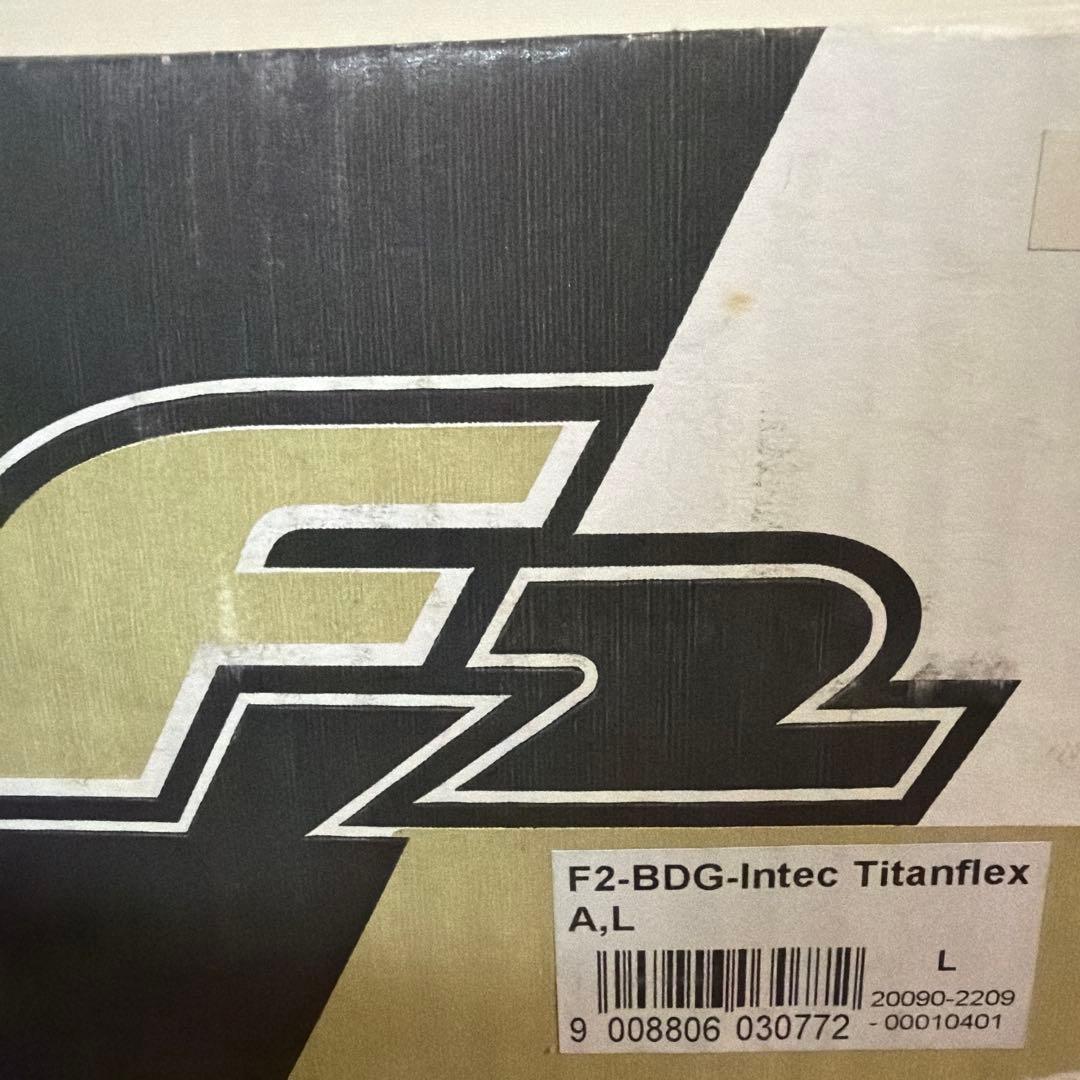 F2
F2-BDG-Intec Titanflex
A,L
L
20090-2209
- 00010401
9 008806 030772